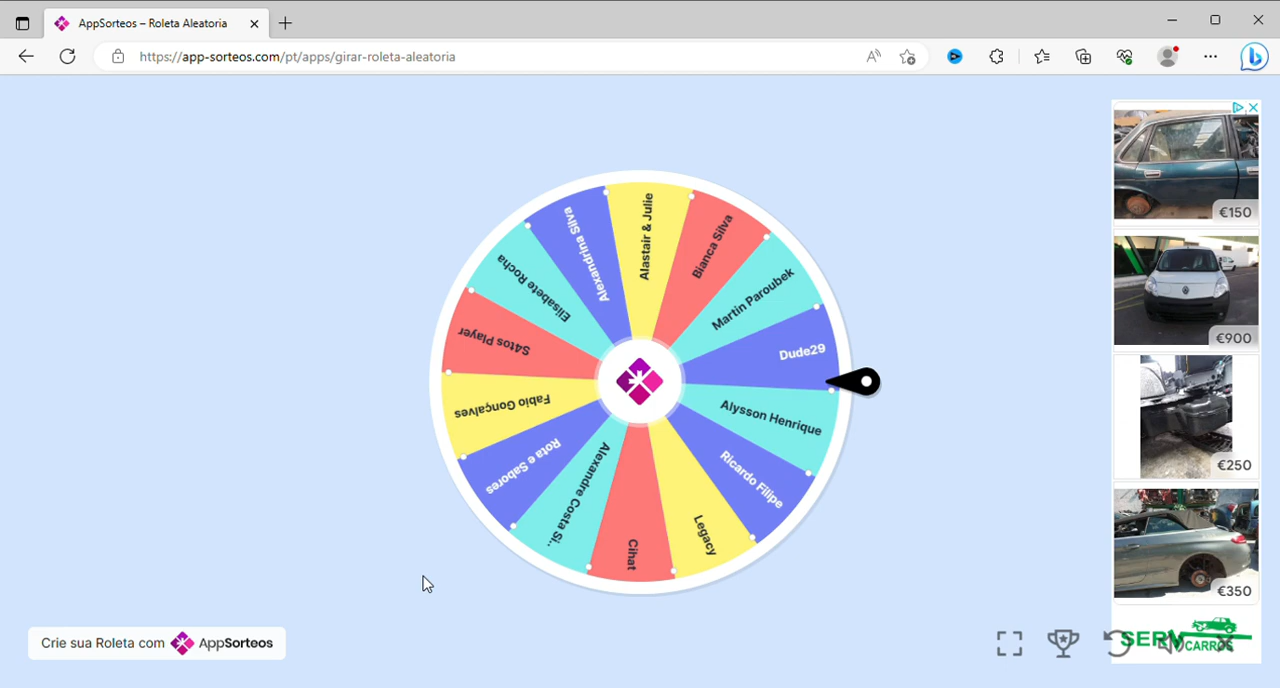 AppSorteos – Roleta Aleatoria
https://app-sorteos.com/pt/apps/girar-roleta-aleatoria
Alastair & Julie
Bianca Silva
Martin Paroubek
Dude29
Alysson Henrique
Ricardo Filipe
Legacy
Cihat
Alexandre Costa Si...
Rota e Sabores
Fabio Gonçalves
S4tos Player
Elisabete Rocha
Alexandrina Silva
€150
€900
€250
€350
SERV
CARROS
Crie sua Roleta com AppSorteos